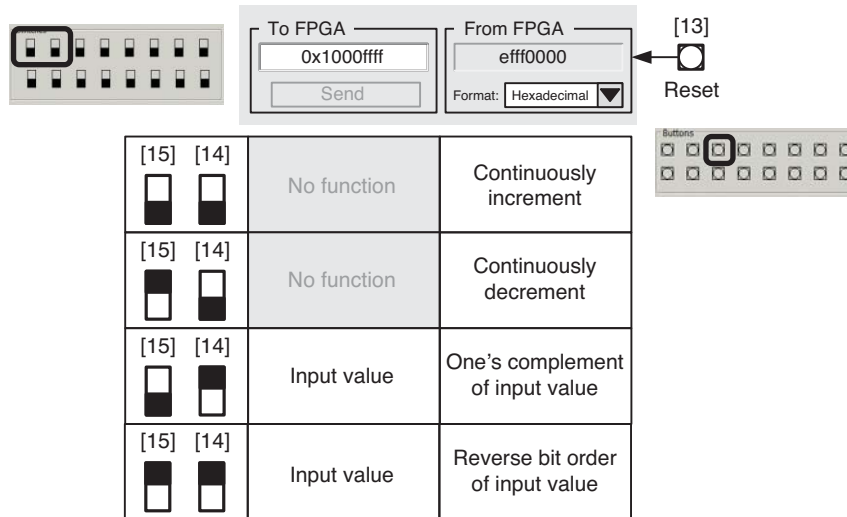 To FPGA
From FPGA
[13]
0x1000ffff
efff0000
Send
Format: Hexadecimal
Reset
Buttons
[15] [14]
No function
Continuously
increment
[15] [14]
No function
Continuously
decrement
[15] [14]
Input value
One's complement
of input value
[15] [14]
Input value
Reverse bit order
of input value